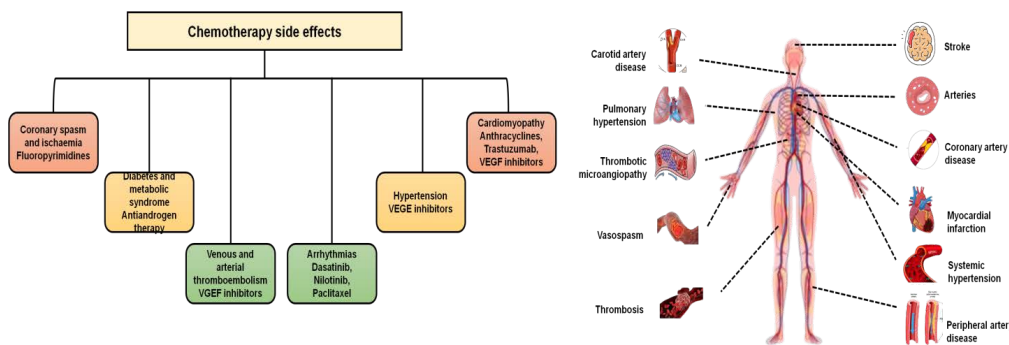 Chemotherapy side effects
Coronary spasm
and ischaemia
Fluoropyrimidines
Diabetes and
metabolic
syndrome
Antiandrogen
therapy
Venous and
arterial
thromboembolism
VGEF inhibitors
Arrhythmias
Dasatinib,
Nilotinib,
Paclitaxel
Hypertension
VEGE inhibitors
Cardiomyopathy
Anthracyclines,
Trastuzumab,
VEGF inhibitors
Carotid artery
disease
Pulmonary
hypertension
Thrombotic
microangiopathy
Vasospasm
Thrombosis
Stroke
Arteries
Coronary artery
disease
Myocardial
infarction
Systemic
hypertension
Peripheral arter
disease